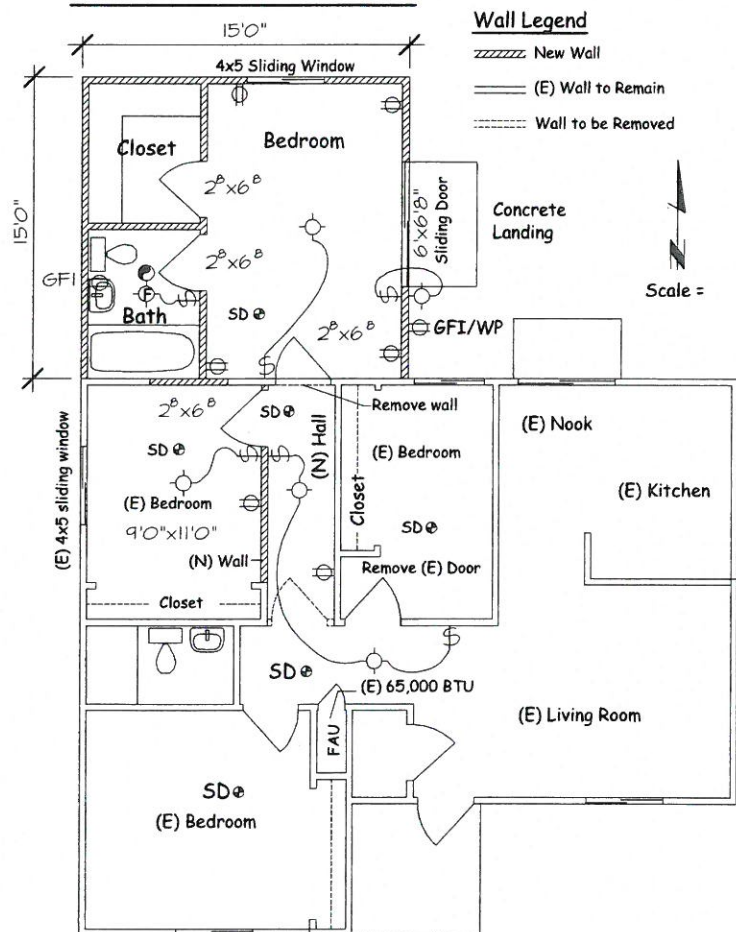 Wall Legend
New Wall
(E) Wall to Remain
Wall to be Removed
15'0"
4x5 Sliding Window
15'0"
Closet
Bedroom
2⁸x6⁸
2⁸x6⁸
6'x6'8"
Sliding Door
Concrete
Landing
Scale =
GFI
F
$
Bath
SD
2⁸x6⁸
$
$
GFI/WP
2⁸x6⁸
SD
Remove wall
(E) Nook
SD
$
$
(N) Hall
(E) Bedroom
(E) Kitchen
(E) 4x5 sliding window
(E) Bedroom
9'0"x11'0"
Closet
SD
(N) Wall
Remove (E) Door
Closet
$
SD
(E) 65,000 BTU
(E) Living Room
FAU
SD
(E) Bedroom